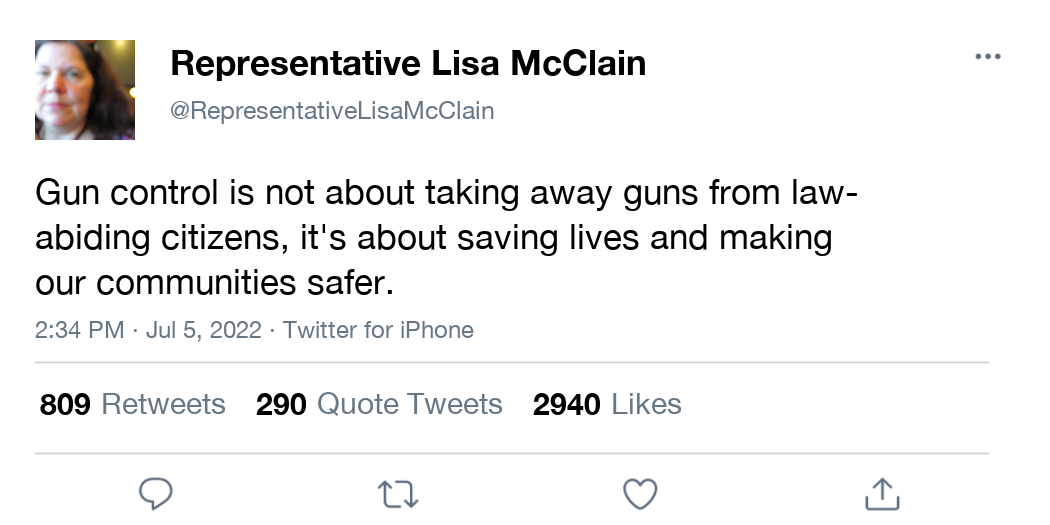 Representative Lisa McClain
@RepresentativeLisaMcClain
Gun control is not about taking away guns from law-
abiding citizens, it's about saving lives and making
our communities safer.
2:34 PM · Jul 5, 2022 · Twitter for iPhone
809 Retweets 290 Quote Tweets 2940 Likes